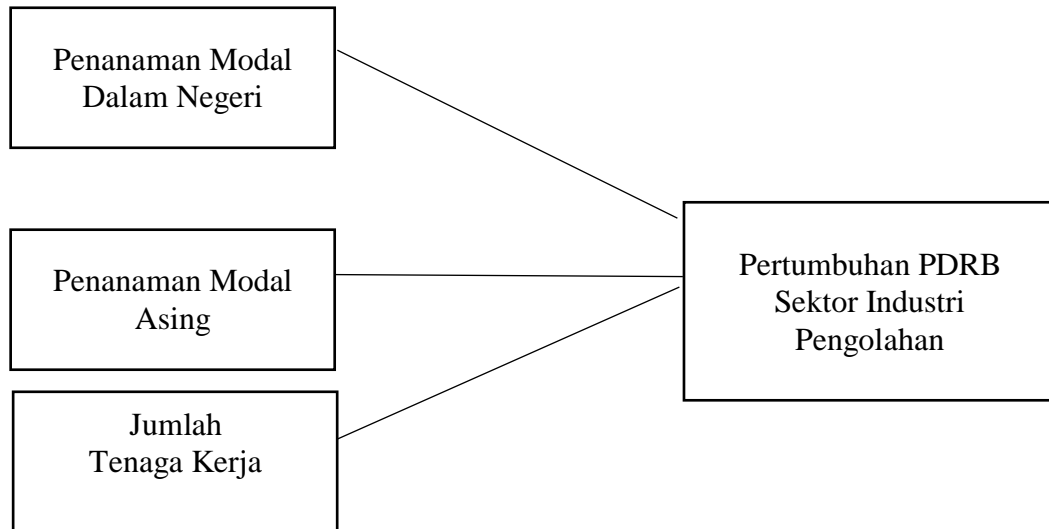 Penanaman Modal
Dalam Negeri
Penanaman Modal
Asing
Jumlah
Tenaga Kerja
Pertumbuhan PDRB
Sektor Industri
Pengolahan